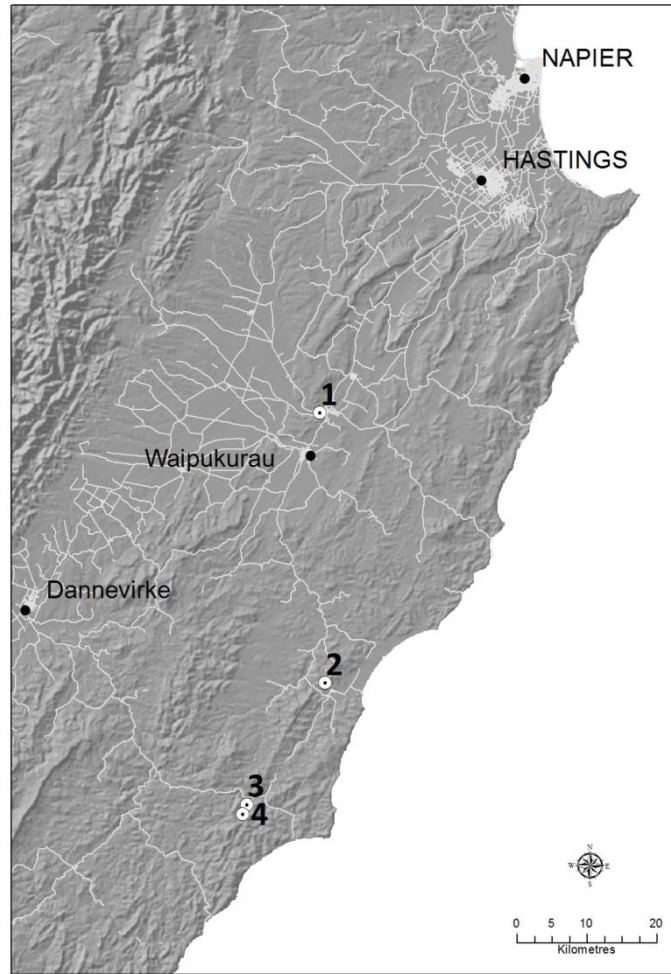 NAPIER
HASTINGS
1
Waipukurau
Dannevirke
2
3
4
N
W E
S
0 5 10 20
Kilometres